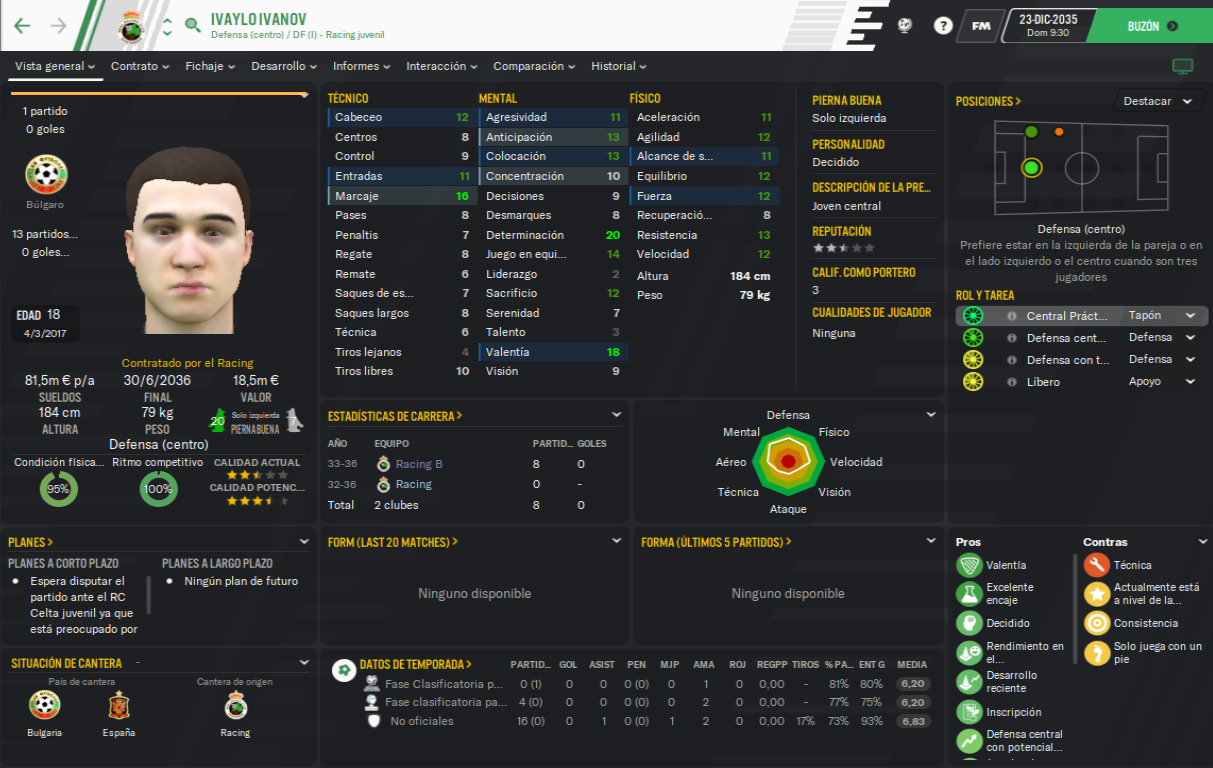 IVAYLO IVANOV
Defensa (centro) / DF (I) - Racing juvenil
FM
23-DIC-2035
Dom 9:30
BUZÓN
Vista general
Contrato
Fichaje
Desarrollo
Informes
Interacción
Comparación
Historial
1 partido
0 goles
Búlgaro
13 partidos...
0 goles...
EDAD 18
4/3/2017
Contratado por el Racing
81,5m € p/a
30/6/2036
18,5m €
SUELDOS
FINAL
VALOR
184 cm
79 kg
20
Solo izquierda
7
ALTURA
PESO
PIERNA BUENA
Defensa (centro)
Condición física...
Ritmo competitivo
CALIDAD ACTUAL
95%
100%
CALIDAD POTENC...
TÉCNICO
Cabeceo 12
Centros 8
Control 9
Entradas 11
Marcaje 16
Pases 8
Penaltis 7
Regate 8
Remate 6
Saques de es... 7
Saques largos 8
Técnica 6
Tiros lejanos 4
Tiros libres 10
MENTAL
Agresividad 11
Anticipación 13
Colocación 13
Concentración 10
Decisiones 9
Desmarques 8
Determinación 20
Juego en equi... 14
Liderazgo 2
Sacrificio 12
Serenidad 7
Talento 3
Valentía 18
Visión 9
FÍSICO
Aceleración 11
Agilidad 12
Alcance de s... 11
Equilibrio 12
Fuerza 12
Recuperació... 8
Resistencia 13
Velocidad 12
Altura 184 cm
Peso 79 kg
PIERNA BUENA
Solo izquierda
PERSONALIDAD
Decidido
DESCRIPCIÓN DE LA PRE...
Joven central
REPUTACIÓN
CALIF. COMO PORTERO
3
CUALIDADES DE JUGADOR
Ninguna
POSICIONES >
Destacar
Defensa (centro)
Prefiere estar en la izquierda de la pareja o en
el lado izquierdo o el centro cuando son tres
jugadores
ROL Y TAREA
Central Práct... Tapón
Defensa cent... Defensa
Defensa con t... Defensa
Líbero Apoyo
ESTADÍSTICAS DE CARRERA >
AÑO EQUIPO PARTID... GOLES
33-36 Racing B 8 0
32-36 Racing 0 -
Total 2 clubes 8 0
Defensa
Físico
Velocidad
Visión
Ataque
Técnica
Aéreo
Mental
PLANES >
PLANES A CORTO PLAZO
Espera disputar el
partido ante el RC
Celta juvenil ya que
está preocupado por
PLANES A LARGO PLAZO
Ningún plan de futuro
FORM (LAST 20 MATCHES) >
Ninguno disponible
FORMA (ÚLTIMOS 5 PARTIDOS) >
Ninguno disponible
Pros
Valentía
Excelente
encaje
Decidido
Rendimiento en
el...
Desarrollo
reciente
Inscripción
Defensa central
con potencial...
Contras
Técnica
Actualmente está
a nivel de la...
Consistencia
Solo juega con un
pie
SITUACIÓN DE CANTERA -
País de cantera
Cantera de origen
Bulgaria
España
Racing
DATOS DE TEMPORADA > PARTID... GOL ASIST PEN MJP AMA ROJ REGPP TIROS % PA... ENT G MEDIA
Fase Clasificatoria p... 0 (1) 0 0 0 (0) 0 1 0 0,00 - 81% 80% 6,20
Fase clasificatoria pa... 4 (0) 0 0 0 (0) 0 2 0 0,00 - 77% 75% 6,20
No oficiales 16 (0) 0 1 0 (0) 1 2 0 0,00 17% 73% 93% 6,83